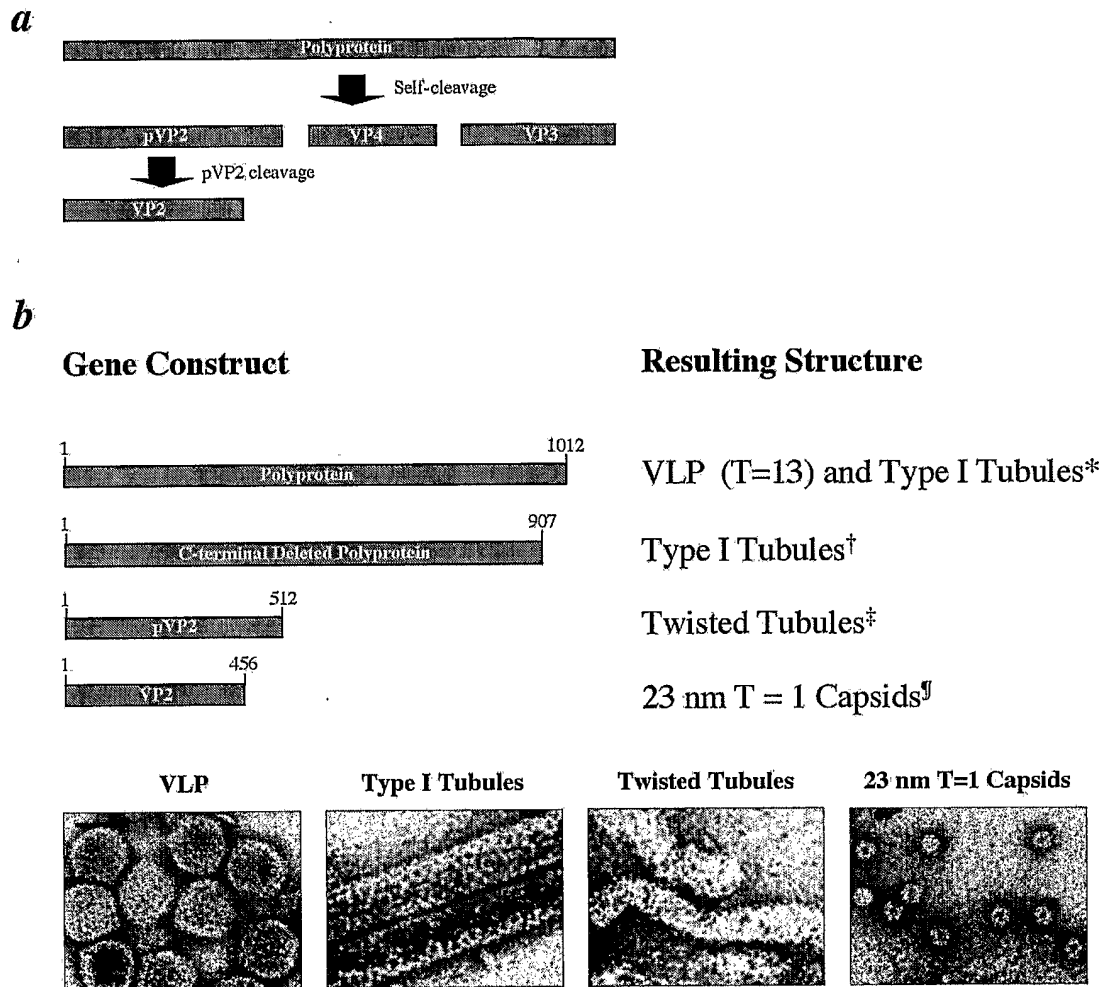 a
Polyprotein
Self-cleavage
pVP2 VP4 VP3
pVP2 cleavage
VP2
b
Gene Construct Resulting Structure
1 1012
Polyprotein VLP (T=13) and Type I Tubules*
1 907
C-terminal Deleted Polyprotein Type I Tubules†
1 512
pVP2 Twisted Tubules‡
1 456
VP2 23 nm T = 1 Capsids¶
VLP Type I Tubules Twisted Tubules 23 nm T=1 Capsids